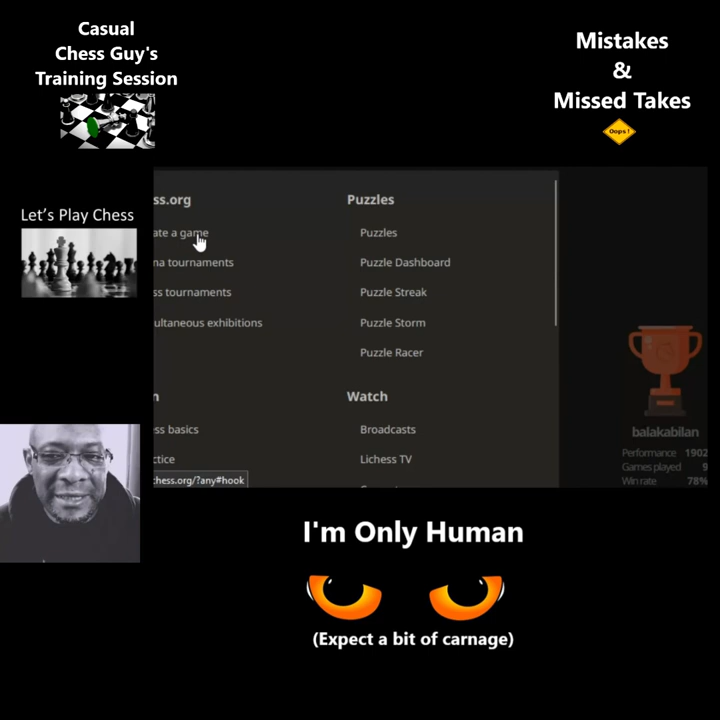 Casual
Chess Guy's
Training Session
Mistakes
&
Missed Takes
Oops!
Let's Play Chess
ss.org
ate a game
na tournaments
ss tournaments
ultaneous exhibitions
n
ss basics
ctice
chess.org/?any#hook
Puzzles
Puzzles
Puzzle Dashboard
Puzzle Streak
Puzzle Storm
Puzzle Racer
Watch
Broadcasts
Lichess TV
balakabilan
Performance 1902
Games played 9
Win rate 78%
I'm Only Human
(Expect a bit of carnage)